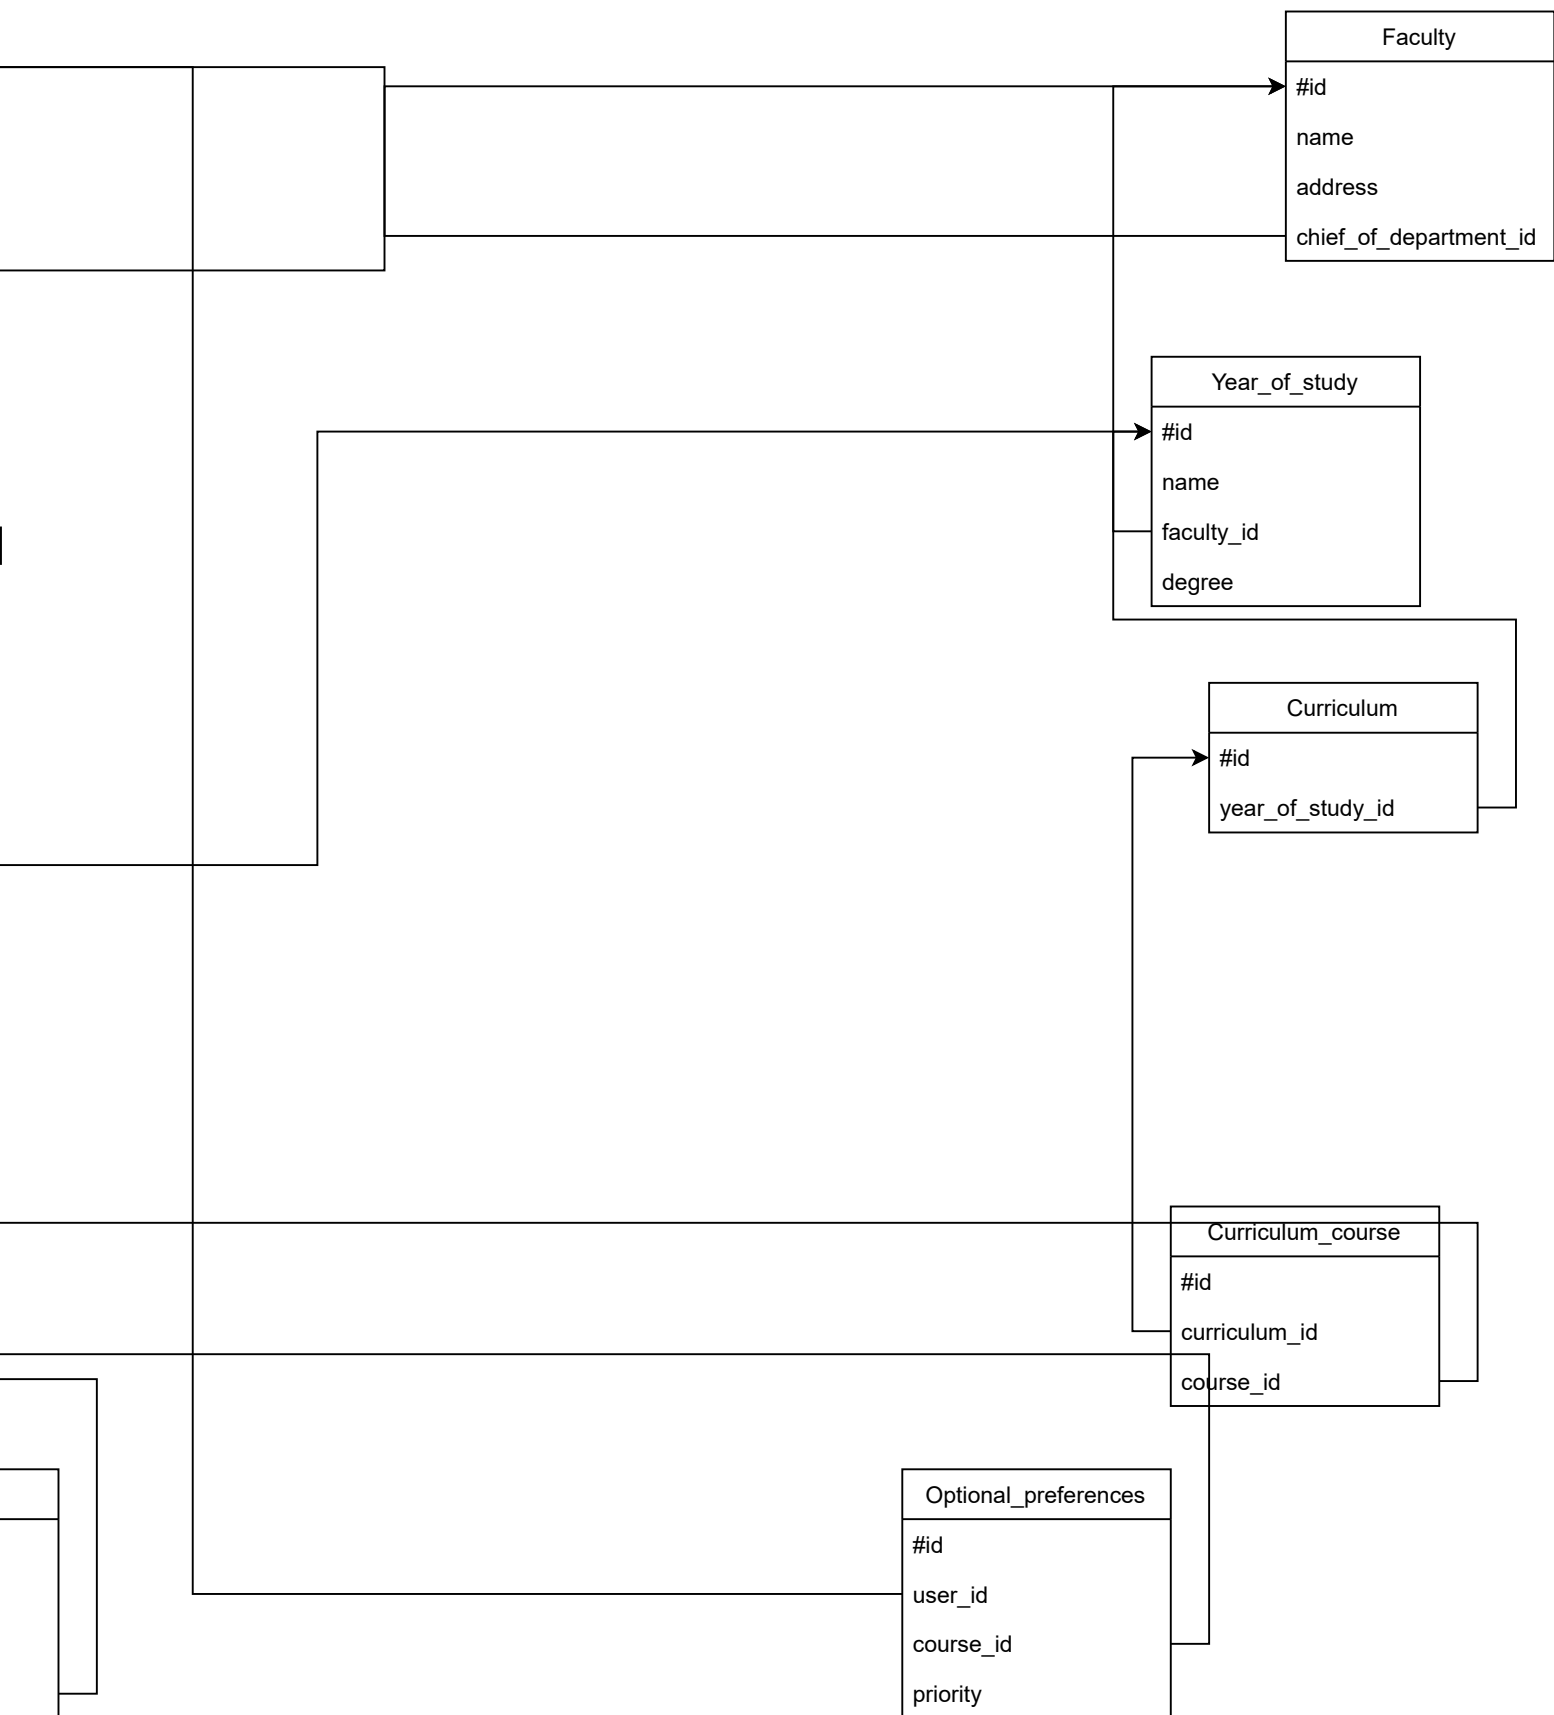 Faculty
#id
name
address
chief_of_department_id
Year_of_study
#id
name
faculty_id
degree
Curriculum
#id
year_of_study_id
Curriculum_course
#id
curriculum_id
course_id
Optional_preferences
#id
user_id
course_id
priority